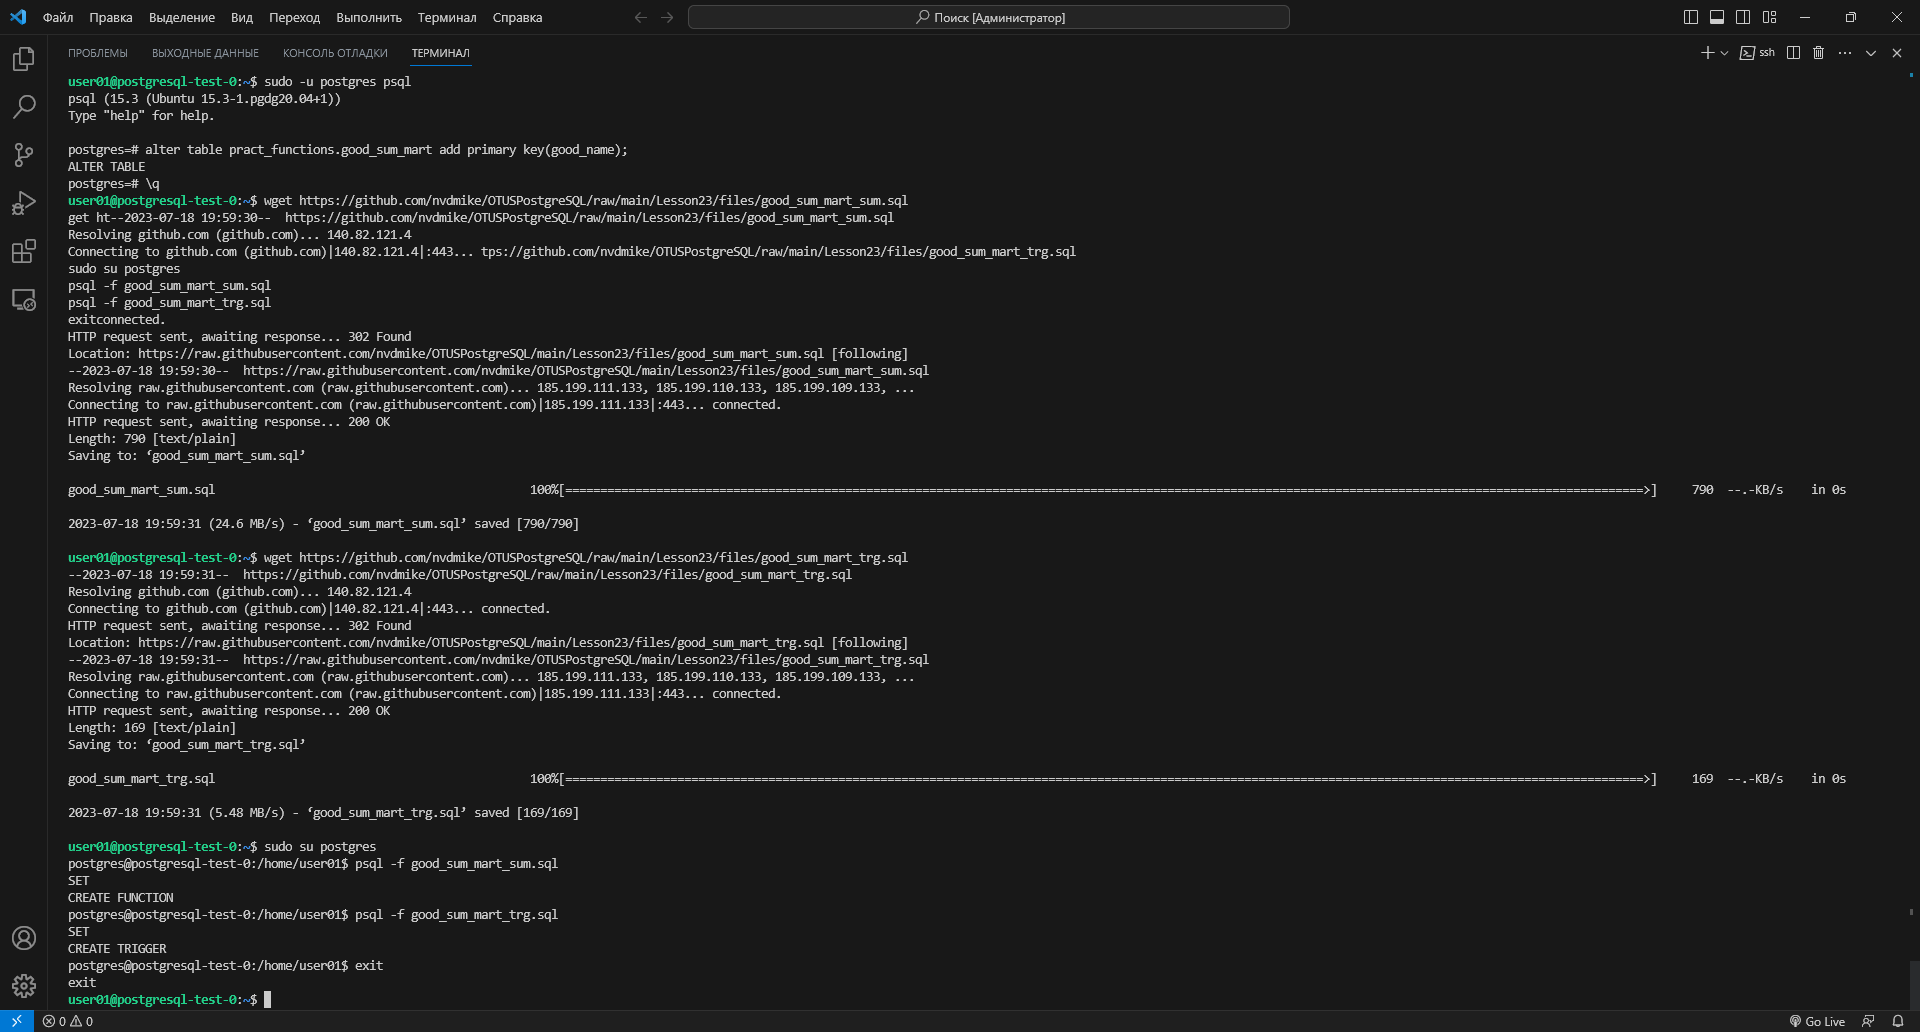 Файл Правка Выделение Вид Переход Выполнить Терминал Справка
Поиск [Администратор]
ПРОБЛЕМЫ ВЫХОДНЫЕ ДАННЫЕ КОНСОЛЬ ОТЛАДКИ ТЕРМИНАЛ
ssh
user01@postgresql-test-0:~$ sudo -u postgres psql
psql (15.3 (Ubuntu 15.3-1.pgdg20.04+1))
Type "help" for help.
postgres=# alter table pract_functions.good_sum_mart add primary key(good_name);
ALTER TABLE
postgres=# \q
user01@postgresql-test-0:~$ wget https://github.com/nvdmike/OTUSPostgreSQL/raw/main/Lesson23/files/good_sum_mart_sum.sql
get ht--2023-07-18 19:59:30--  https://github.com/nvdmike/OTUSPostgreSQL/raw/main/Lesson23/files/good_sum_mart_sum.sql
Resolving github.com (github.com)... 140.82.121.4
Connecting to github.com (github.com)|140.82.121.4|:443... tps://github.com/nvdmike/OTUSPostgreSQL/raw/main/Lesson23/files/good_sum_mart_trg.sql
sudo su postgres
psql -f good_sum_mart_sum.sql
psql -f good_sum_mart_trg.sql
exitconnected.
HTTP request sent, awaiting response... 302 Found
Location: https://raw.githubusercontent.com/nvdmike/OTUSPostgreSQL/main/Lesson23/files/good_sum_mart_sum.sql [following]
--2023-07-18 19:59:30--  https://raw.githubusercontent.com/nvdmike/OTUSPostgreSQL/main/Lesson23/files/good_sum_mart_sum.sql
Resolving raw.githubusercontent.com (raw.githubusercontent.com)... 185.199.111.133, 185.199.110.133, 185.199.109.133, ...
Connecting to raw.githubusercontent.com (raw.githubusercontent.com)|185.199.111.133|:443... connected.
HTTP request sent, awaiting response... 200 OK
Length: 790 [text/plain]
Saving to: ‘good_sum_mart_sum.sql’
good_sum_mart_sum.sql 100%[==========================================================================================================================================================>] 790 --.-KB/s in 0s
2023-07-18 19:59:31 (24.6 MB/s) - ‘good_sum_mart_sum.sql’ saved [790/790]
user01@postgresql-test-0:~$ wget https://github.com/nvdmike/OTUSPostgreSQL/raw/main/Lesson23/files/good_sum_mart_trg.sql
--2023-07-18 19:59:31--  https://github.com/nvdmike/OTUSPostgreSQL/raw/main/Lesson23/files/good_sum_mart_trg.sql
Resolving github.com (github.com)... 140.82.121.4
Connecting to github.com (github.com)|140.82.121.4|:443... connected.
HTTP request sent, awaiting response... 302 Found
Location: https://raw.githubusercontent.com/nvdmike/OTUSPostgreSQL/main/Lesson23/files/good_sum_mart_trg.sql [following]
--2023-07-18 19:59:31--  https://raw.githubusercontent.com/nvdmike/OTUSPostgreSQL/main/Lesson23/files/good_sum_mart_trg.sql
Resolving raw.githubusercontent.com (raw.githubusercontent.com)... 185.199.111.133, 185.199.110.133, 185.199.109.133, ...
Connecting to raw.githubusercontent.com (raw.githubusercontent.com)|185.199.111.133|:443... connected.
HTTP request sent, awaiting response... 200 OK
Length: 169 [text/plain]
Saving to: ‘good_sum_mart_trg.sql’
good_sum_mart_trg.sql 100%[==========================================================================================================================================================>] 169 --.-KB/s in 0s
2023-07-18 19:59:31 (5.48 MB/s) - ‘good_sum_mart_trg.sql’ saved [169/169]
user01@postgresql-test-0:~$ sudo su postgres
postgres@postgresql-test-0:/home/user01$ psql -f good_sum_mart_sum.sql
SET
CREATE FUNCTION
postgres@postgresql-test-0:/home/user01$ psql -f good_sum_mart_trg.sql
SET
CREATE TRIGGER
postgres@postgresql-test-0:/home/user01$ exit
exit
user01@postgresql-test-0:~$
0 0 Go Live